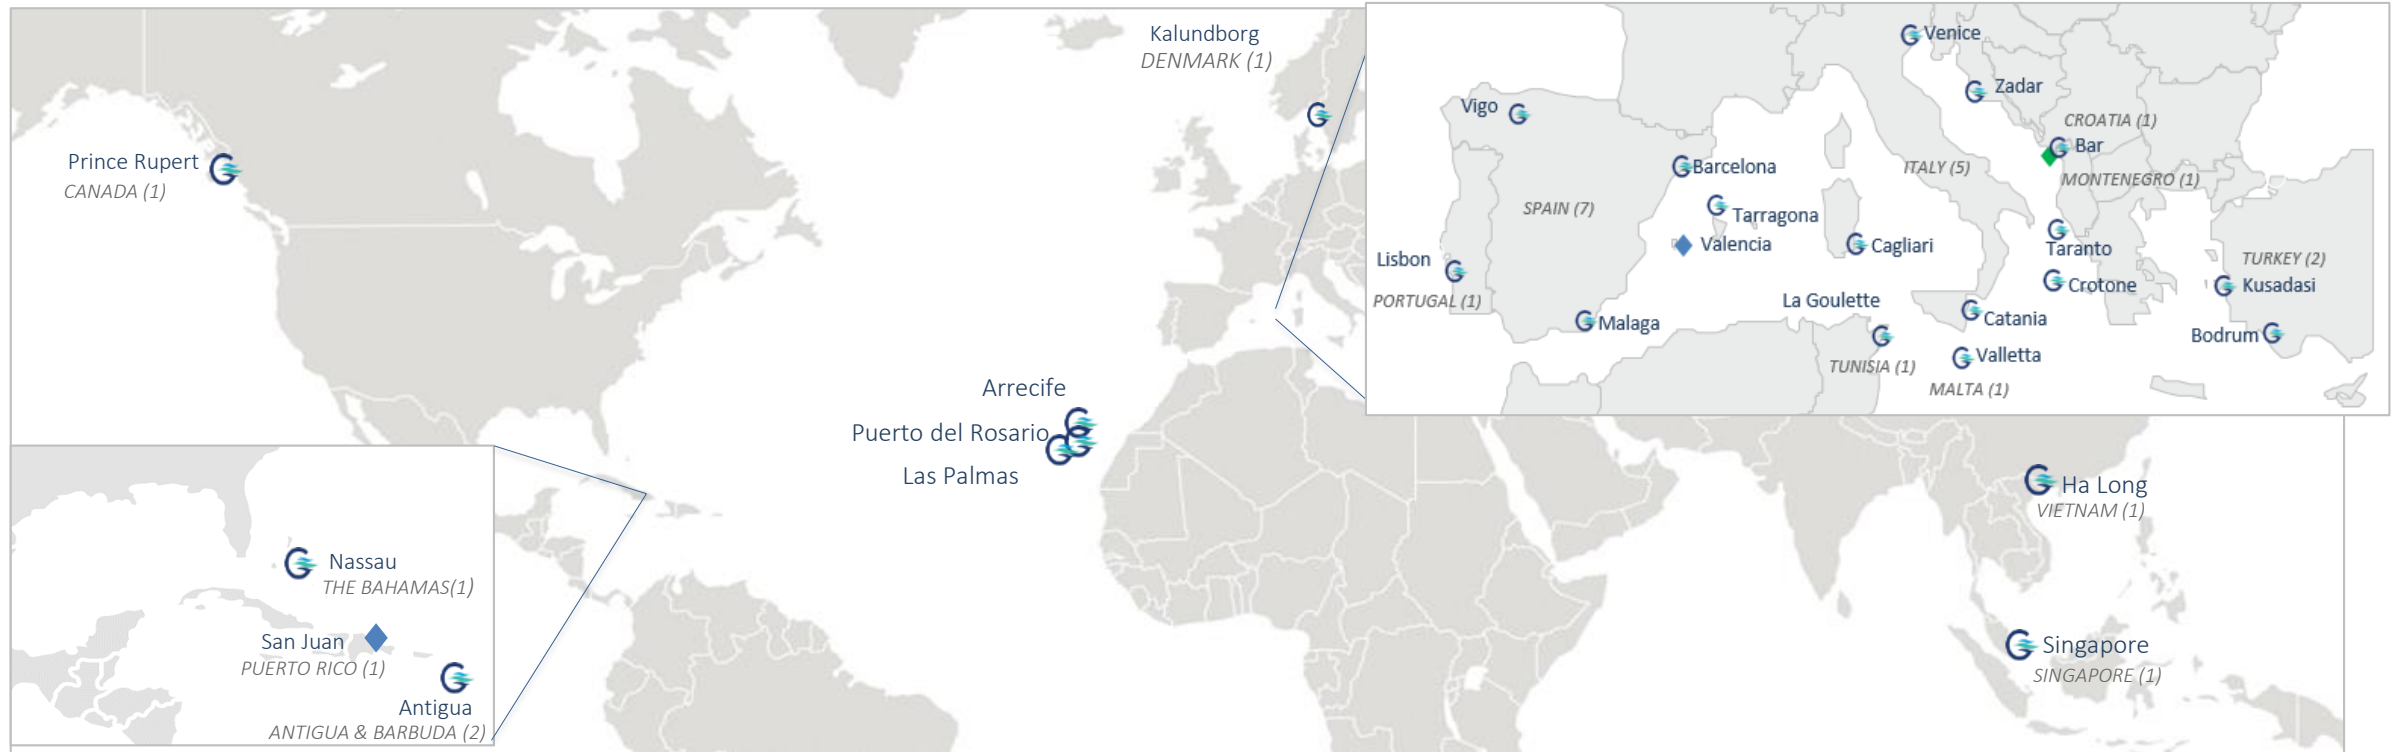 Kalundborg
DENMARK (1)
Prince Rupert
CANADA (1)
Arrecife
Puerto del Rosario
Las Palmas
Nassau
THE BAHAMAS(1)
San Juan
PUERTO RICO (1)
Antigua
ANTIGUA & BARBUDA (2)
Venice
Zadar
Vigo
CROATIA (1)
Bar
Barcelona
ITALY (5)
MONTENEGRO (1)
SPAIN (7)
Tarragona
Valencia
Cagliari
Taranto
Lisbon
TURKEY (2)
PORTUGAL (1)
Crotone
Kusadasi
La Goulette
Malaga
Catania
Bodrum
Valletta
TUNISIA (1)
MALTA (1)
Ha Long
VIETNAM (1)
Singapore
SINGAPORE (1)